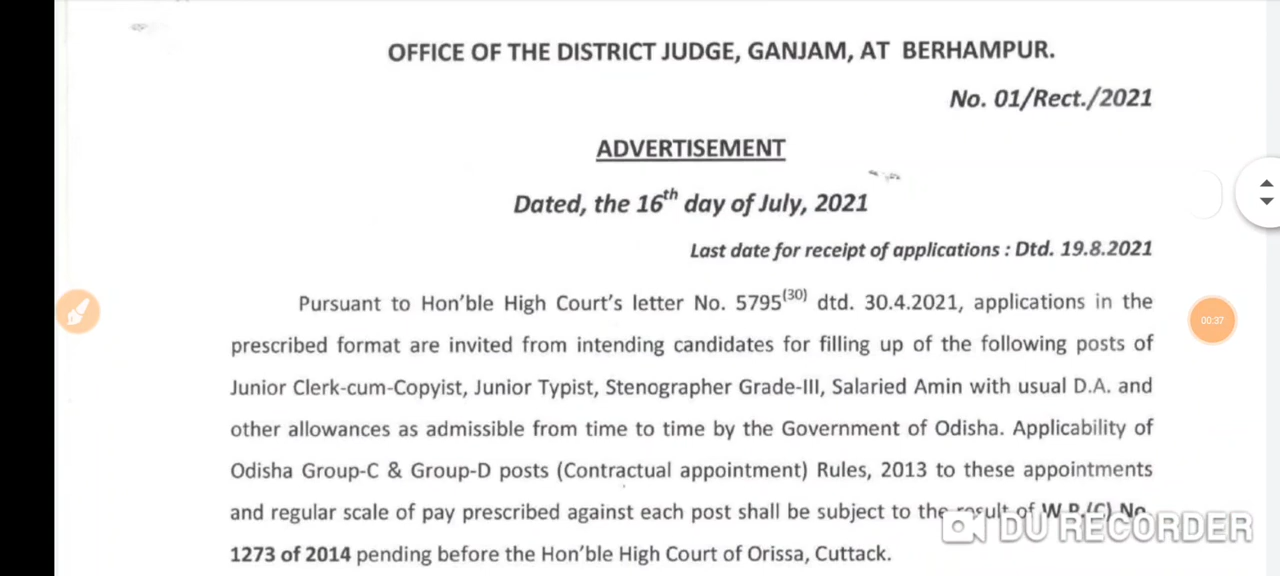 OFFICE OF THE DISTRICT JUDGE, GANJAM, AT BERHAMPUR.
No. 01/Rect./2021
ADVERTISEMENT
Dated, the 16th day of July, 2021
Last date for receipt of applications : Dtd. 19.8.2021
Pursuant to Hon'ble High Court's letter No. 5795(30) dtd. 30.4.2021, applications in the
prescribed format are invited from intending candidates for filling up of the following posts of
00:37
Junior Clerk-cum-Copyist, Junior Typist, Stenographer Grade-III, Salaried Amin with usual D.A. and
other allowances as admissible from time to time by the Government of Odisha. Applicability of
Odisha Group-C & Group-D posts (Contractual appointment) Rules, 2013 to these appointments
and regular scale of pay prescribed against each post shall be subject to the result of W.P.(C) No.
DU RECORDER
1273 of 2014 pending before the Hon'ble High Court of Orissa, Cuttack.